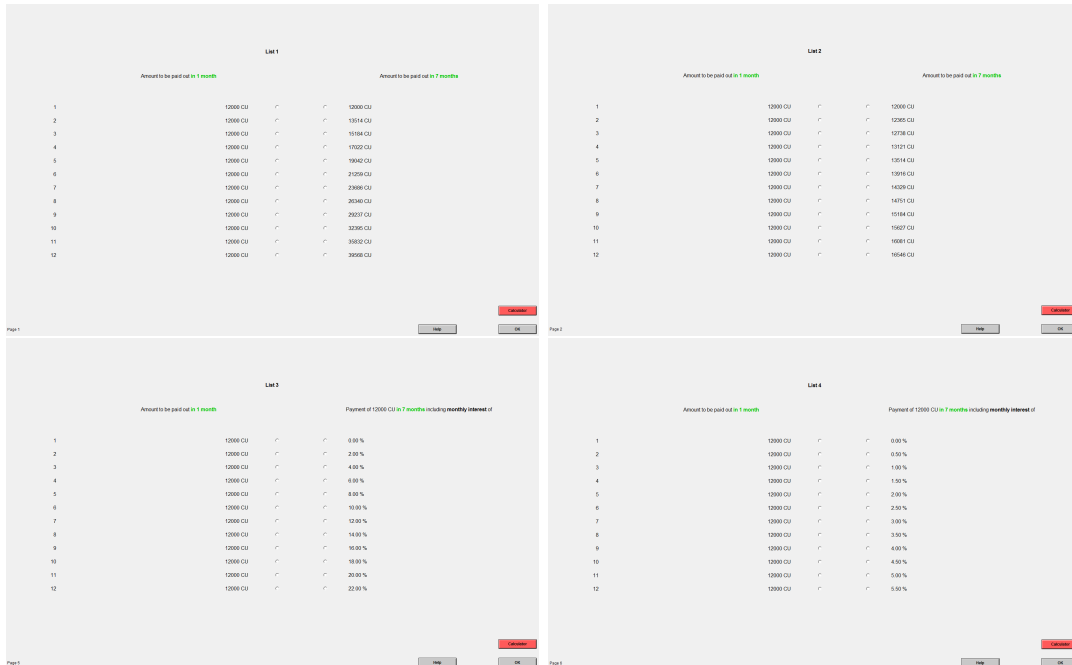 List 1
Amount to be paid out in 1 month Amount to be paid out in 7 months
1 12000 CU 12000 CU
2 12000 CU 13514 CU
3 12000 CU 15184 CU
4 12000 CU 17022 CU
5 12000 CU 19042 CU
6 12000 CU 21259 CU
7 12000 CU 23686 CU
8 12000 CU 26340 CU
9 12000 CU 29237 CU
10 12000 CU 32395 CU
11 12000 CU 35832 CU
12 12000 CU 39568 CU
Calculator
Page 1 Help OK
List 2
Amount to be paid out in 1 month Amount to be paid out in 7 months
1 12000 CU 12000 CU
2 12000 CU 12365 CU
3 12000 CU 12738 CU
4 12000 CU 13121 CU
5 12000 CU 13514 CU
6 12000 CU 13916 CU
7 12000 CU 14329 CU
8 12000 CU 14751 CU
9 12000 CU 15184 CU
10 12000 CU 15627 CU
11 12000 CU 16081 CU
12 12000 CU 16546 CU
Calculator
Page 2 Help OK
List 3
Amount to be paid out in 1 month Payment of 12000 CU in 7 months including monthly interest of
1 12000 CU 0.00 %
2 12000 CU 2.00 %
3 12000 CU 4.00 %
4 12000 CU 6.00 %
5 12000 CU 8.00 %
6 12000 CU 10.00 %
7 12000 CU 12.00 %
8 12000 CU 14.00 %
9 12000 CU 16.00 %
10 12000 CU 18.00 %
11 12000 CU 20.00 %
12 12000 CU 22.00 %
Calculator
Page 5 Help OK
List 4
Amount to be paid out in 1 month Payment of 12000 CU in 7 months including monthly interest of
1 12000 CU 0.00 %
2 12000 CU 0.50 %
3 12000 CU 1.00 %
4 12000 CU 1.50 %
5 12000 CU 2.00 %
6 12000 CU 2.50 %
7 12000 CU 3.00 %
8 12000 CU 3.50 %
9 12000 CU 4.00 %
10 12000 CU 4.50 %
11 12000 CU 5.00 %
12 12000 CU 5.50 %
Calculator
Page 6 Help OK